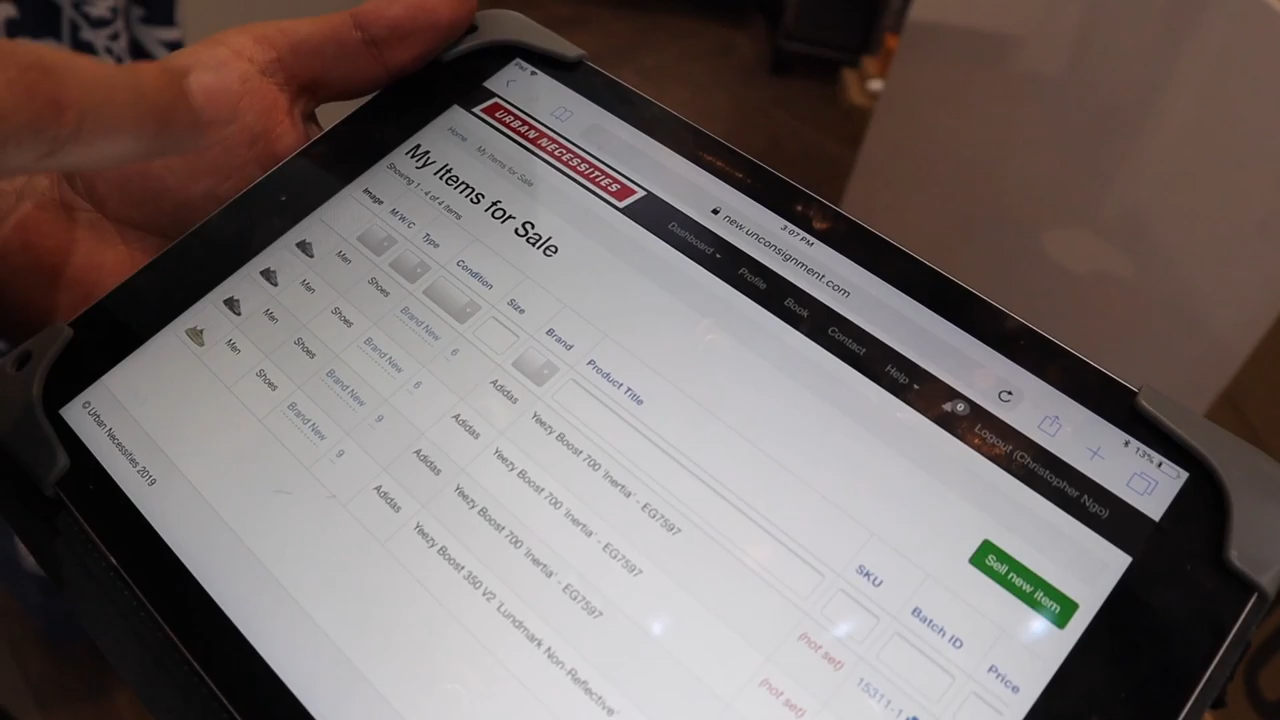 iPad
3:07 PM
13%
new.unconsignment.com
URBAN NECESSITIES
Dashboard
Profile
Book
Contact
Help
0
Logout (Christopher Ngo)
Home
My Items for Sale
My Items for Sale
Sell new item
Showing 1 - 4 of 4 items
Image M/W/C Type Condition Size Brand Product Title SKU Batch ID Price
Men Shoes Brand New 6 Adidas Yeezy Boost 700 'Inertia' - EG7597 (not set) 15311-1
Men Shoes Brand New 6 Adidas Yeezy Boost 700 'Inertia' - EG7597 (not set)
Men Shoes Brand New 9 Adidas Yeezy Boost 700 'Inertia' - EG7597
Men Shoes Brand New 9 Adidas Yeezy Boost 350 V2 'Lundmark Non-Reflective'
© Urban Necessities 2019